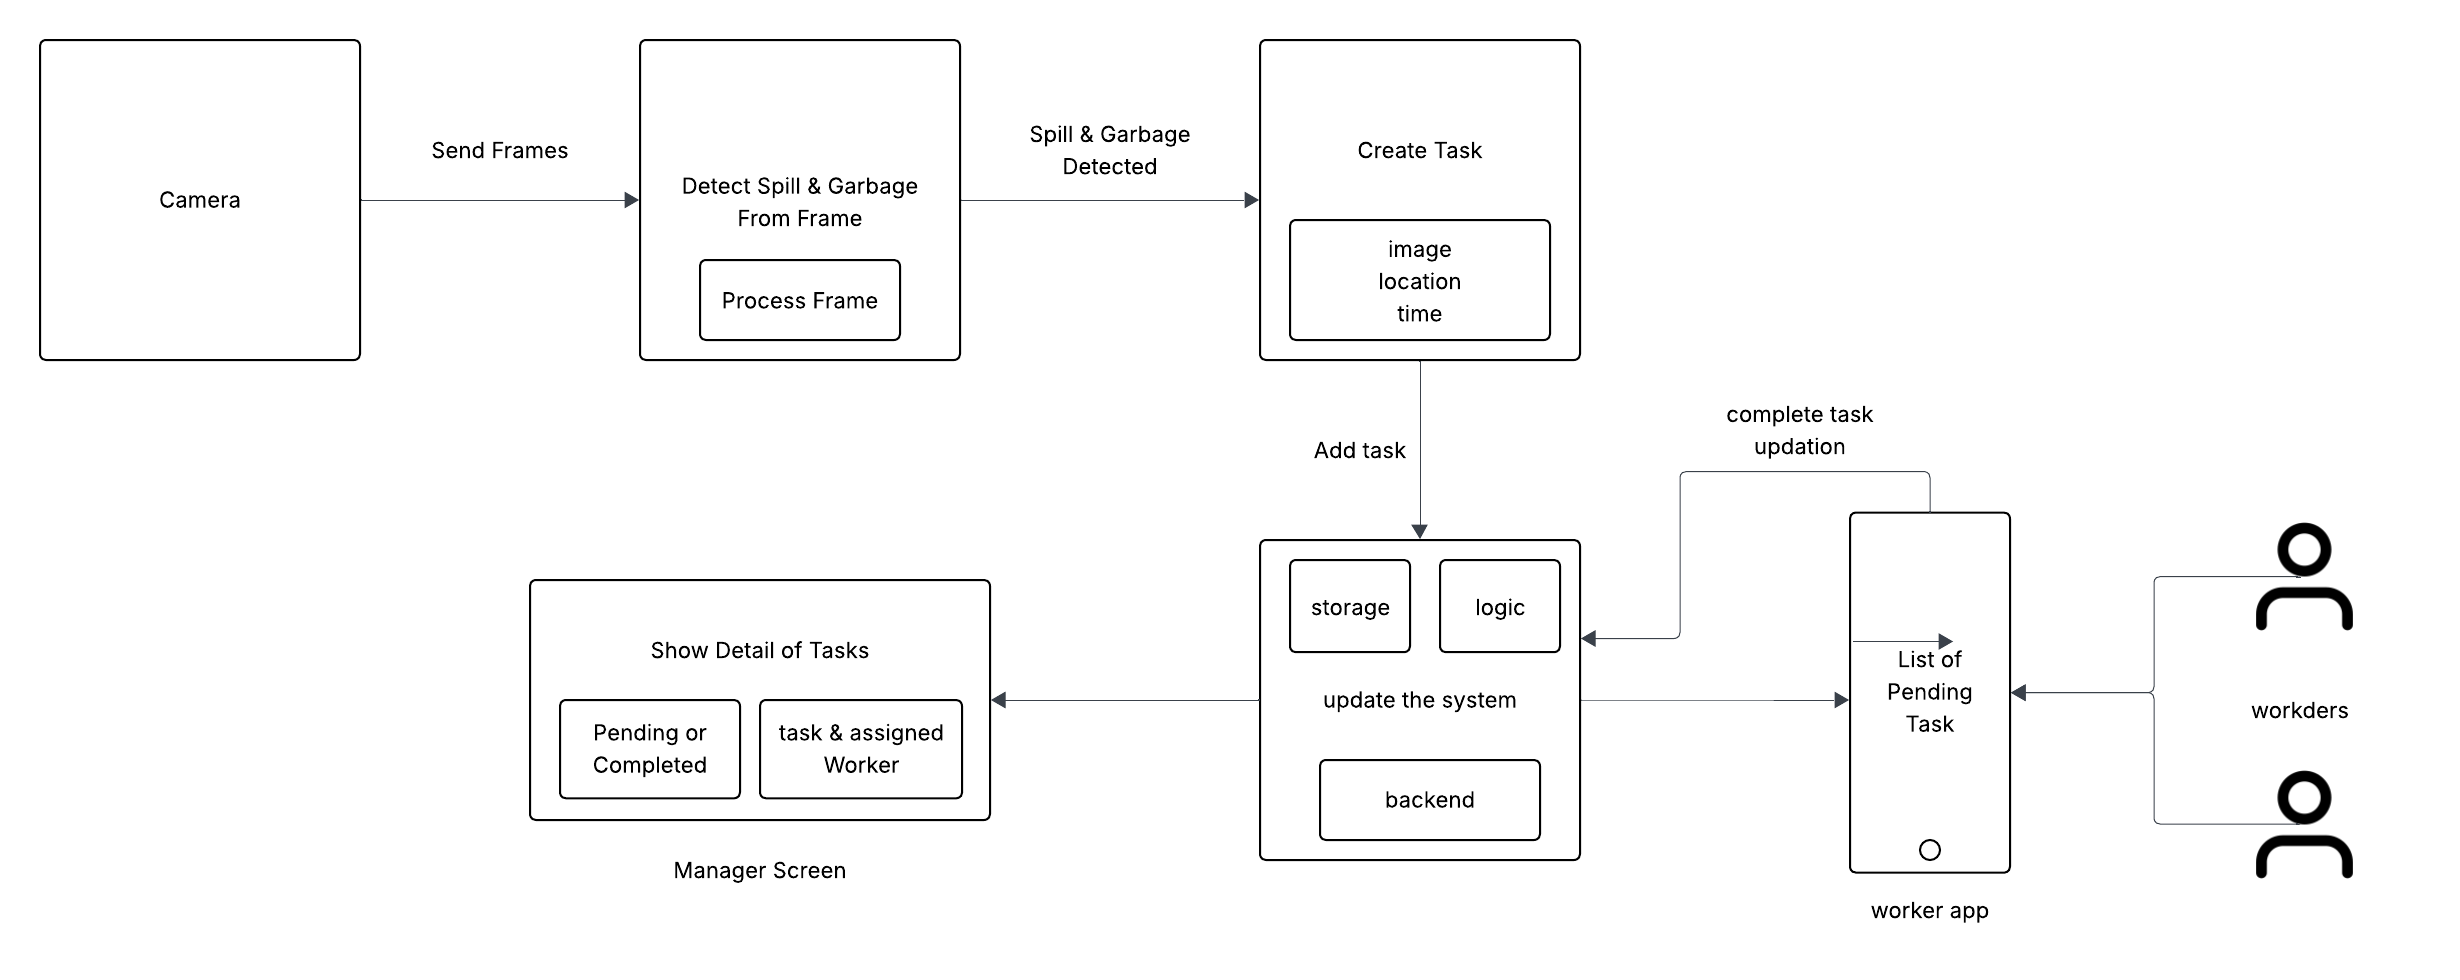 Camera
Send Frames
Detect Spill & Garbage
From Frame
Process Frame
Spill & Garbage
Detected
Create Task
image
location
time
Add task
complete task
updation
storage
logic
update the system
backend
Show Detail of Tasks
Pending or
Completed
task & assigned
Worker
Manager Screen
List of
Pending
Task
worker app
workders